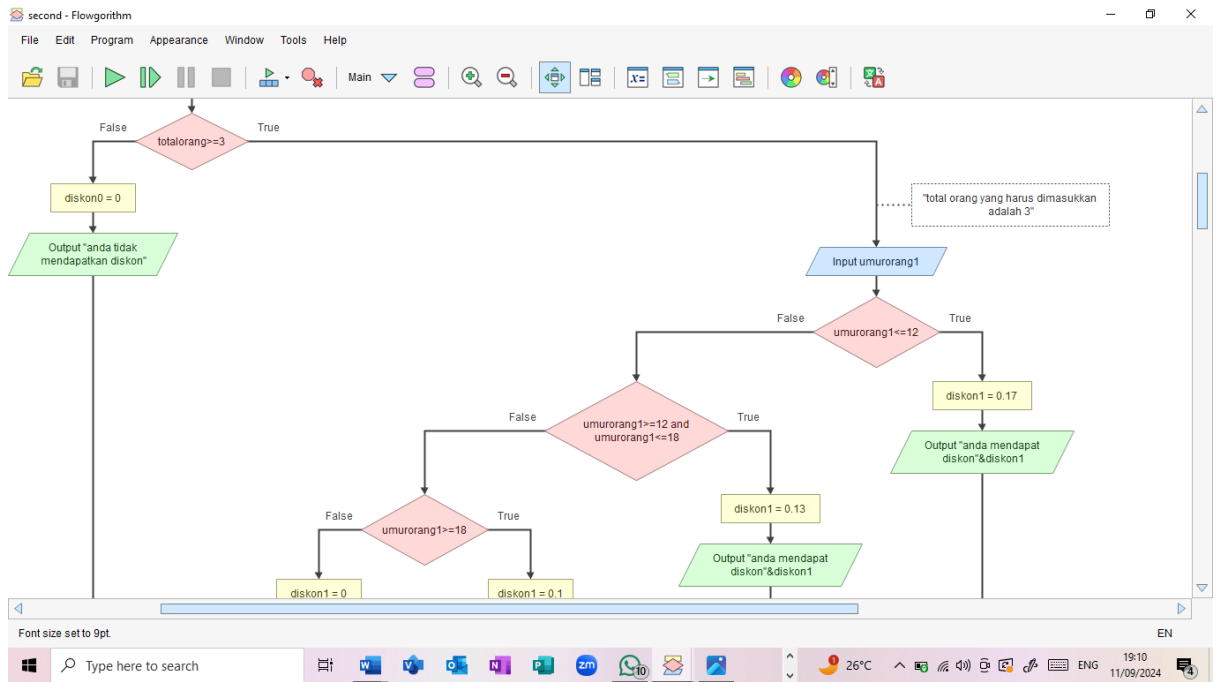 second - Flowgorithm
File Edit Program Appearance Window Tools Help
Main
False True
totalorang>=3
diskon0 = 0
"total orang yang harus dimasukkan
adalah 3"
Output "anda tidak
mendapatkan diskon"
Input umurorang1
False True
umurorang1<=12
diskon1 = 0.17
False True
umurorang1>=12 and
umurorang1<=18
Output "anda mendapat
diskon"&diskon1
diskon1 = 0.13
False True
umurorang1>=18
Output "anda mendapat
diskon"&diskon1
diskon1 = 0
diskon1 = 0.1
Font size set to 9pt.
EN
Type here to search
10
26°C
ENG
19:10
11/09/2024
4